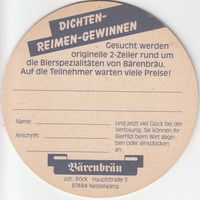 DICHTEN-
REIMEN-GEWINNEN
Gesucht werden
originelle 2-Zeiler rund um
die Bierspezialitäten von Bärenbräu.
Auf die Teilnehmer warten viele Preise!
Name:
Anschrift:
Und jetzt viel Glück bei der
Verlosung. Sie können Ihr
Bierfilzl beim Wirt abge-
ben oder einschicken
an:
Bärenbräu
Joh. Röck · Hauptstraße 3
87484 Nesselwang